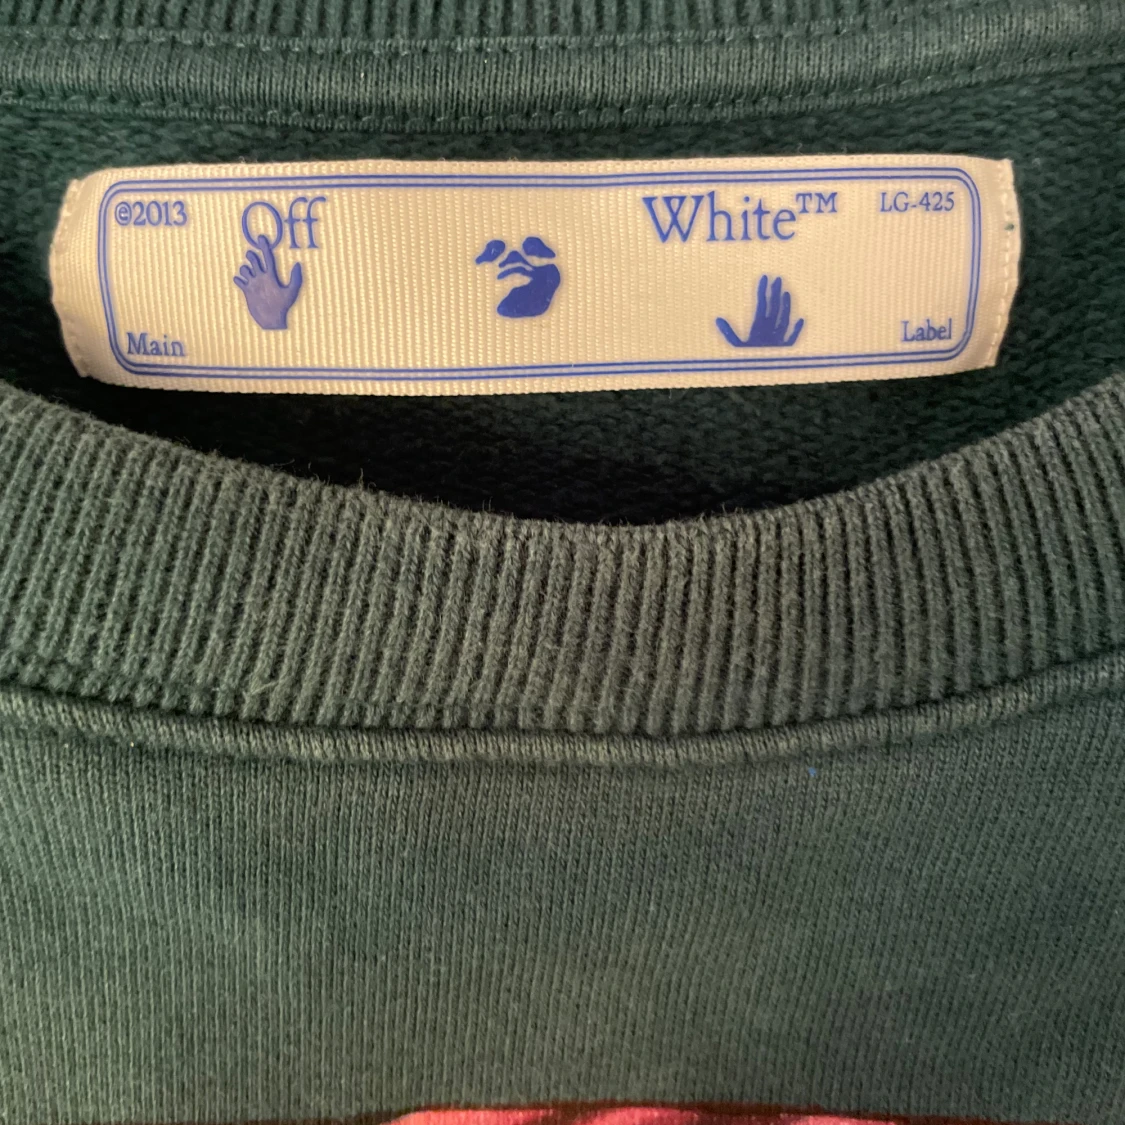 ©2013
Off
White™
LG-425
Main
Label